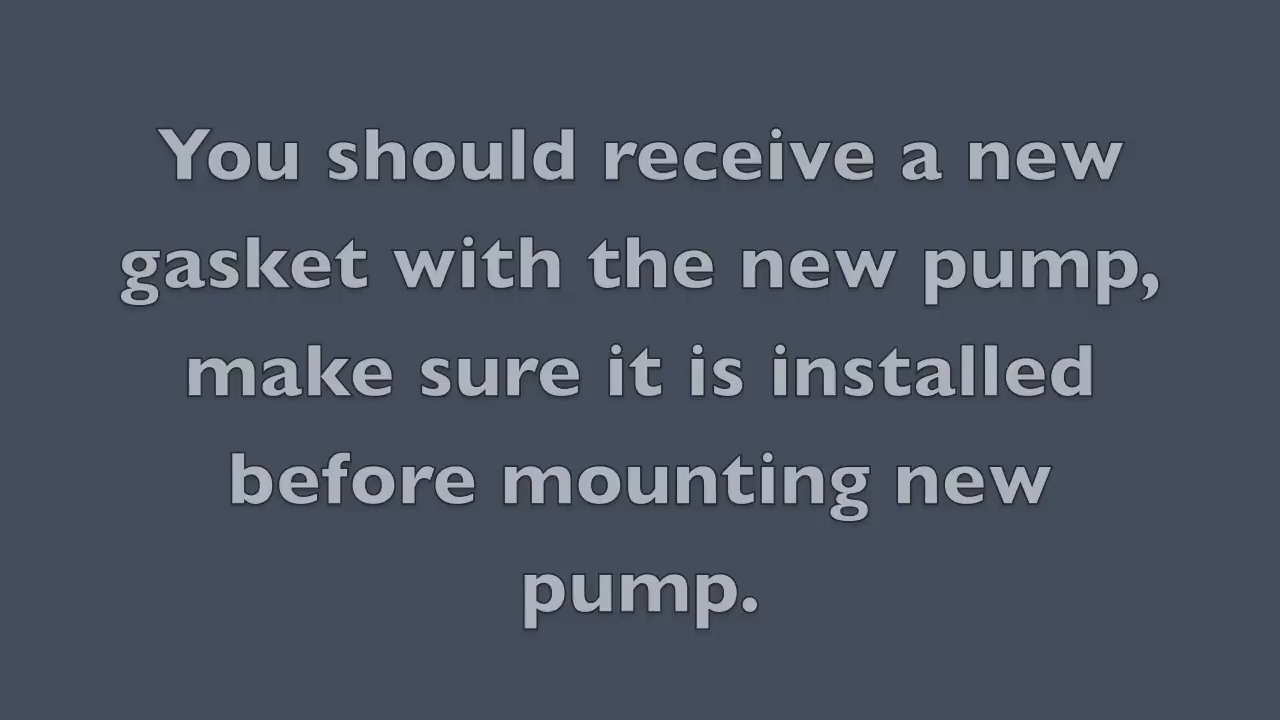 You should receive a new
gasket with the new pump,
make sure it is installed
before mounting new
pump.